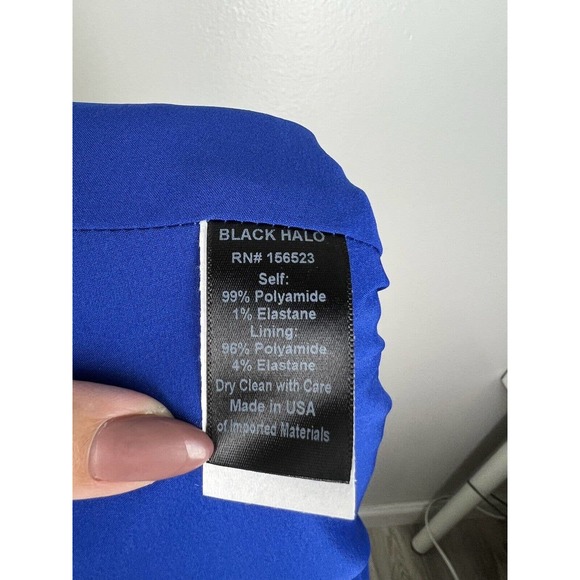 BLACK HALO
RN# 156523
Self:
99% Polyamide
1% Elastane
Lining:
96% Polyamide
4% Elastane
Dry Clean with Care
Made in USA
of Imported Materials